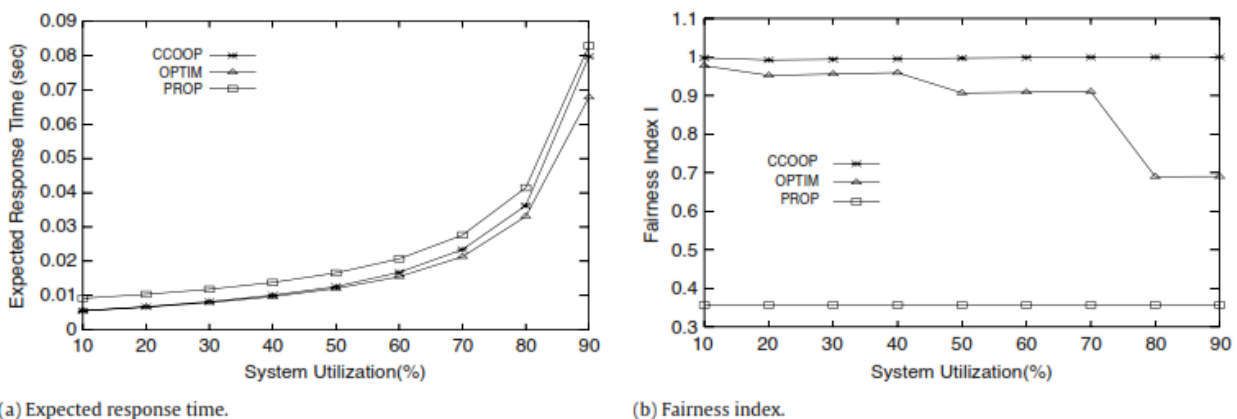 0.09
0.08
0.07
0.06
0.05
0.04
0.03
0.02
0.01
0
Expected Response Time (sec)
CCOOP
OPTIM
PROP
10 20 30 40 50 60 70 80 90
System Utilization(%)
(a) Expected response time.
1.1
1
0.9
0.8
0.7
0.6
0.5
0.4
0.3
Fairness Index I
CCOOP
OPTIM
PROP
10 20 30 40 50 60 70 80 90
System Utilization(%)
(b) Fairness index.